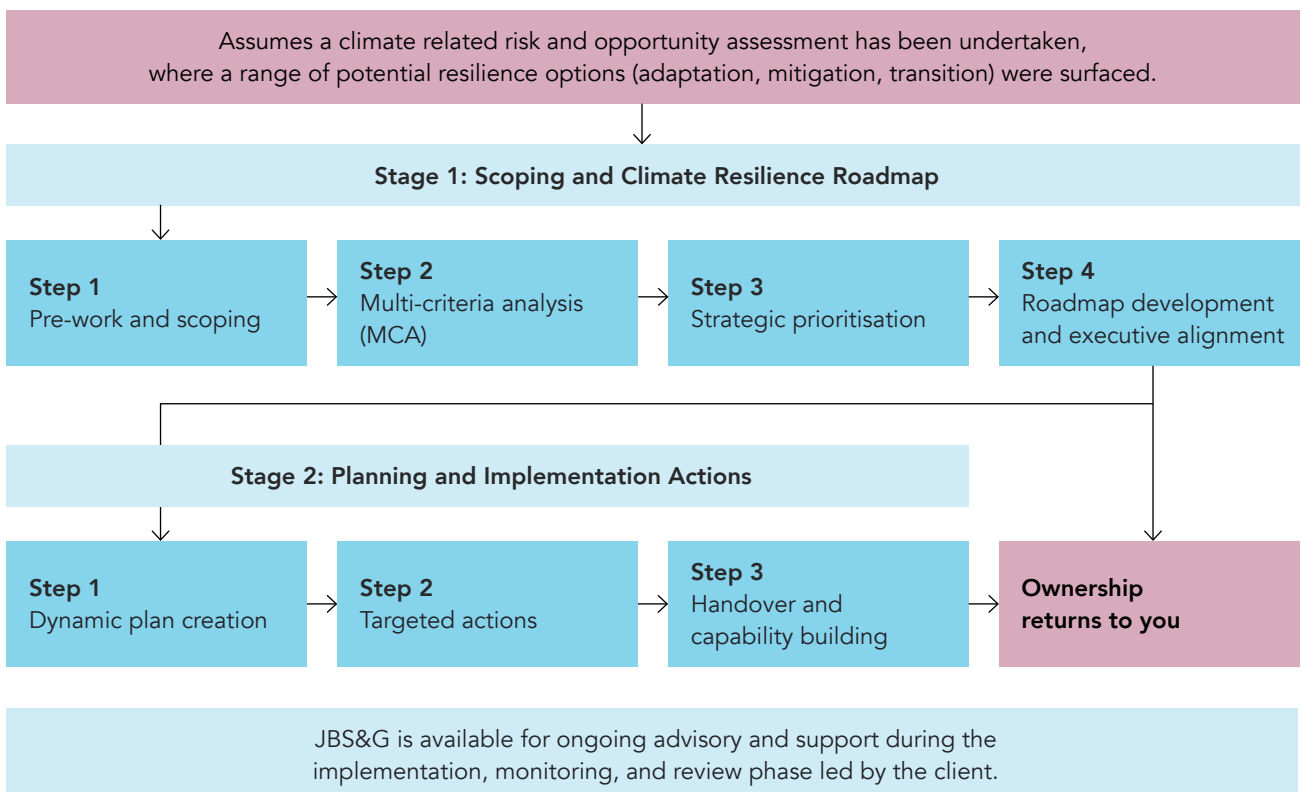 Assumes a climate related risk and opportunity assessment has been undertaken,
where a range of potential resilience options (adaptation, mitigation, transition) were surfaced.
Stage 1: Scoping and Climate Resilience Roadmap
Step 1
Pre-work and scoping
Step 2
Multi-criteria analysis
(MCA)
Step 3
Strategic prioritisation
Step 4
Roadmap development
and executive alignment
Stage 2: Planning and Implementation Actions
Step 1
Dynamic plan creation
Step 2
Targeted actions
Step 3
Handover and
capability building
Ownership
returns to you
JBS&G is available for ongoing advisory and support during the
implementation, monitoring, and review phase led by the client.